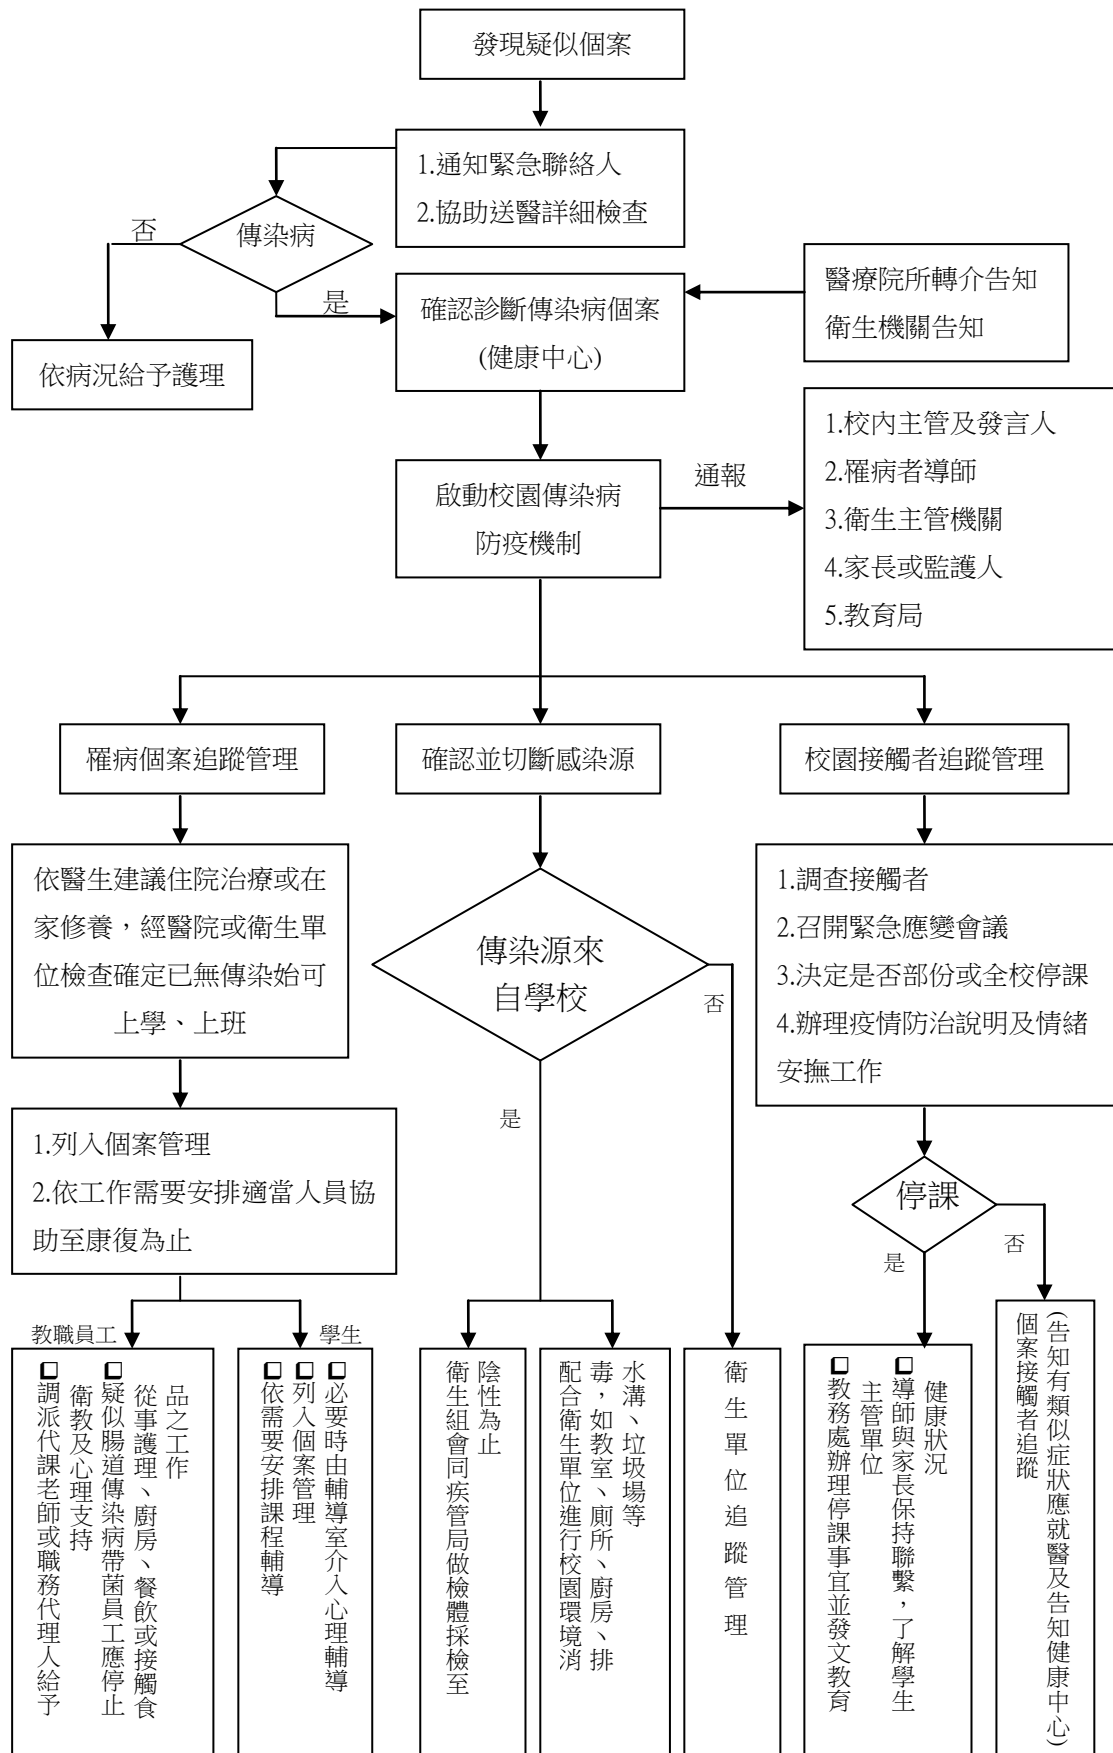 發現疑似個案
1.通知緊急聯絡人
2.協助送醫詳細檢查
傳染病
否
是
依病況給予護理
確認診斷傳染病個案
(健康中心)
醫療院所轉介告知
衛生機關告知
啟動校園傳染病
防疫機制
通報
1.校內主管及發言人
2.罹病者導師
3.衛生主管機關
4.家長或監護人
5.教育局
罹病個案追蹤管理
確認並切斷感染源
校園接觸者追蹤管理
依醫生建議住院治療或在
家修養，經醫院或衛生單
位檢查確定已無傳染始可
上學、上班
傳染源來
自學校
否
是
1.調查接觸者
2.召開緊急應變會議
3.決定是否部份或全校停課
4.辦理疫情防治說明及情緒
安撫工作
1.列入個案管理
2.依工作需要安排適當人員協
助至康復為止
停課
否
是
教職員工
學生
❑調派代課老師或職務代理人給予
衛教及心理支持
❑疑似腸道傳染病帶菌員工應停止
從事護理、廚房、餐飲或接觸食
品之工作
❑依需要安排課程輔導
❑列入個案管理
❑必要時由輔導室介入心理輔導
衛生組會同疾管局做檢體採檢至
陰性為止
配合衛生單位進行校園環境消
毒，如教室、廁所、廚房、排
水溝、垃圾場等
衛生單位追蹤管理
❑教務處辦理停課事宜並發文教育
主管單位
❑導師與家長保持聯繫，了解學生
健康狀況
個案接觸者追蹤
(告知有類似症狀應就醫及告知健康中心)